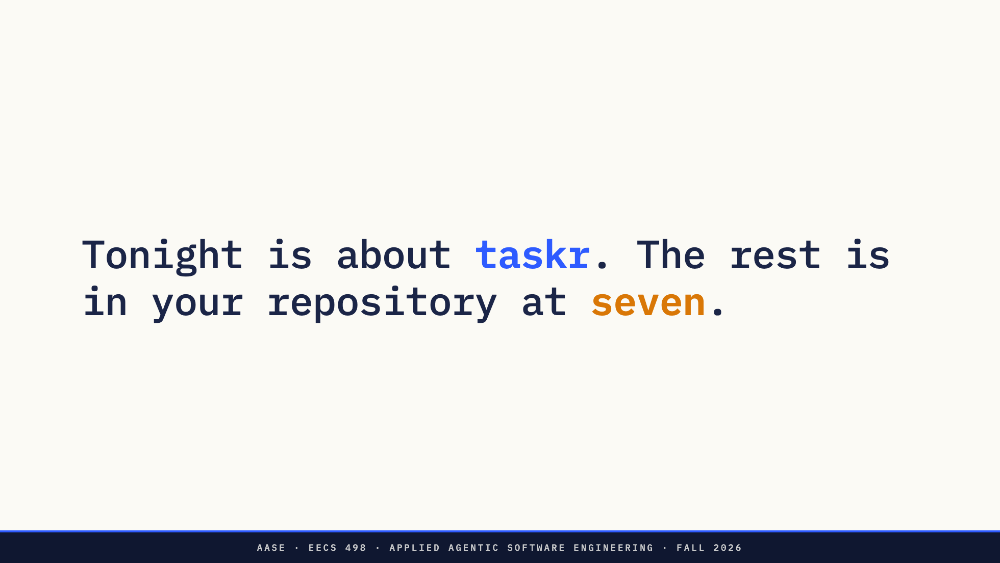 Tonight is about taskr. The rest is
in your repository at seven.
AASE · EECS 498 · APPLIED AGENTIC SOFTWARE ENGINEERING · FALL 2026